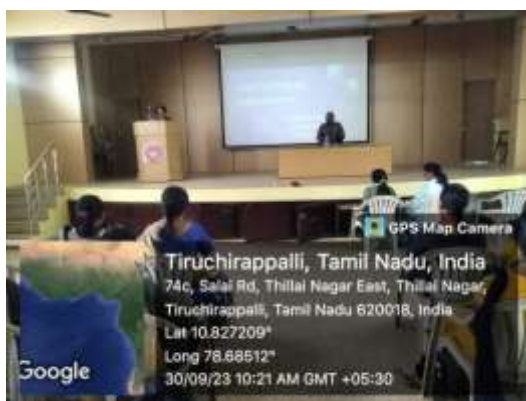 GPS Map Camera
Tiruchirappalli, Tamil Nadu, India
74c, Salai Rd, Thillai Nagar East, Thillai Nagar,
Tiruchirappalli, Tamil Nadu 620018, India
Lat 10.827209°
Long 78.68512°
30/09/23 10:21 AM GMT +05:30
Google